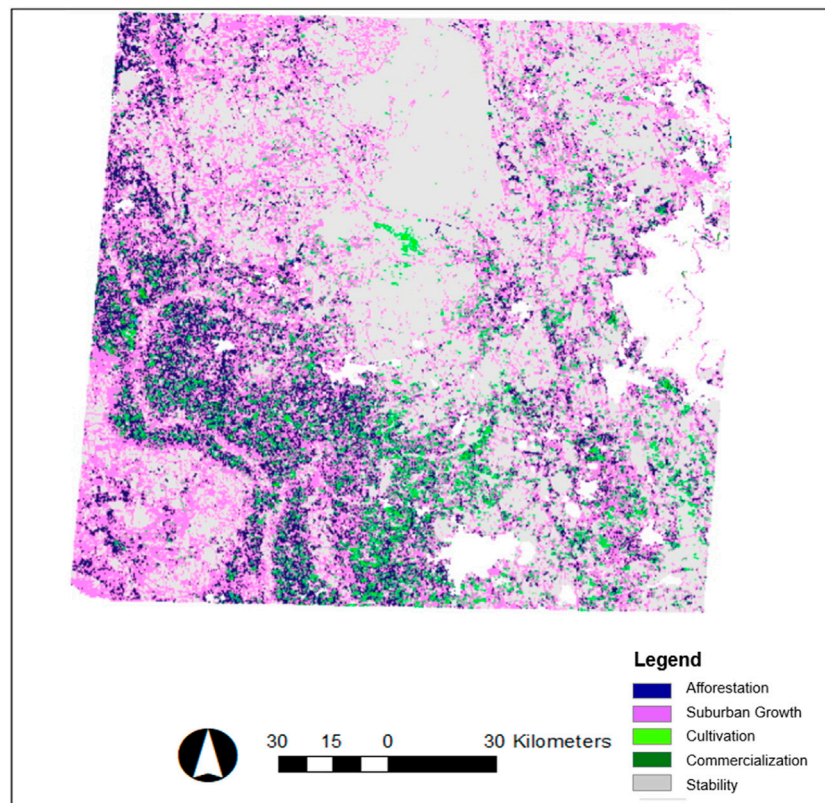 Legend
Afforestation
Suburban Growth
Cultivation
Commercialization
Stability
30 15 0 30 Kilometers